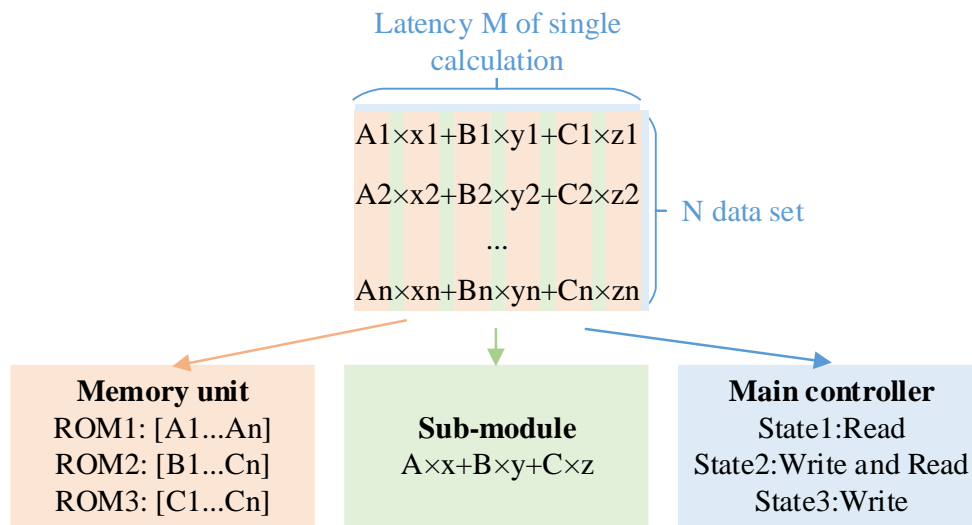 Latency M of single
calculation
A1×x1+B1×y1+C1×z1
A2×x2+B2×y2+C2×z2
...
An×xn+Bn×yn+Cn×zn
N data set
Memory unit
ROM1: [A1...An]
ROM2: [B1...Cn]
ROM3: [C1...Cn]
Sub-module
A×x+B×y+C×z
Main controller
State1:Read
State2:Write and Read
State3:Write